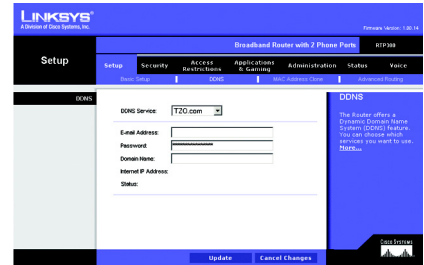 LINKSYS®
A Division of Cisco Systems, Inc.
Firmware Version: 1.00.14
Broadband Router with 2 Phone Ports
RTP300
Setup
Setup
Security
Access Restrictions
Applications & Gaming
Administration
Status
Voice
Basic Setup
DDNS
MAC Address Clone
Advanced Routing
DDNS
DDNS Service:
TZO.com
E-mail Address:
Password:
Domain Name:
Internet IP Address:
Status:
DDNS
The Router offers a
Dynamic Domain Name
System (DDNS) feature.
You can choose which
services you want to use.
More...
Update
Cancel Changes
Cisco Systems